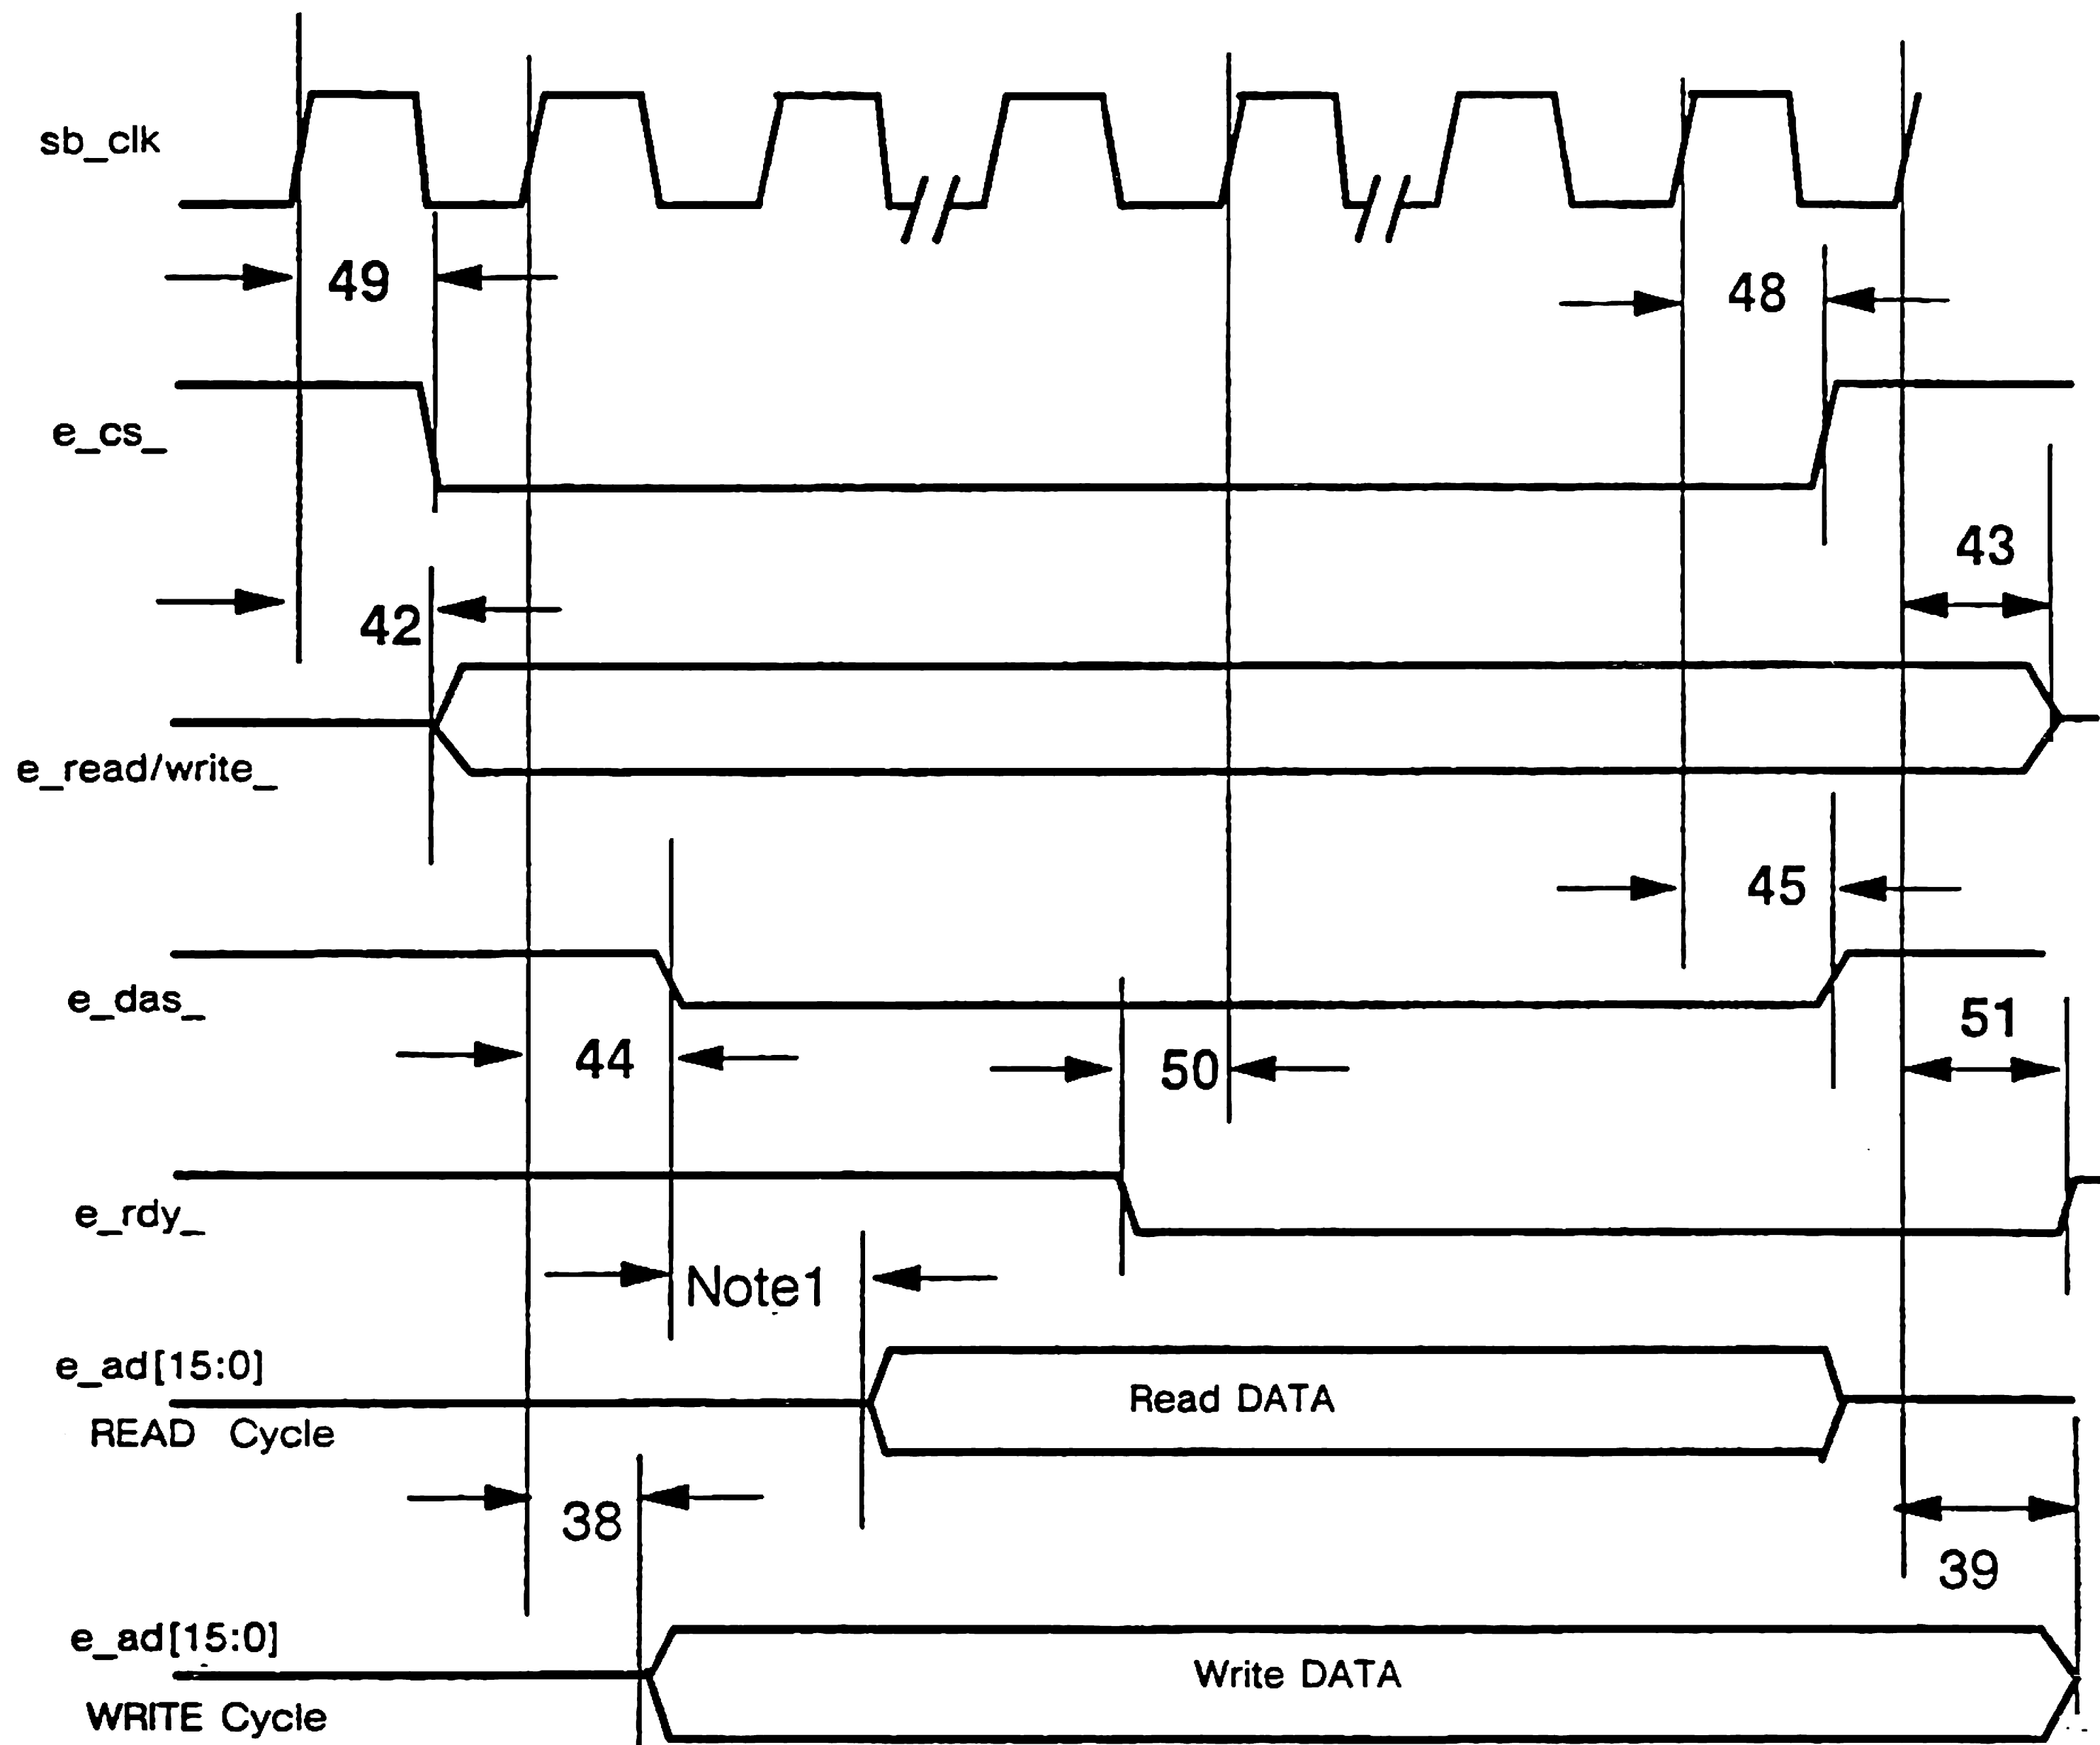 sb_clk
49
48
e_cs_
43
42
e_read/write_
45
e_das_
51
44
50
e_rdy_
Note1
e_ad[15:0]
Read DATA
READ Cycle
38
39
e_ad[15:0]
Write DATA
WRITE Cycle